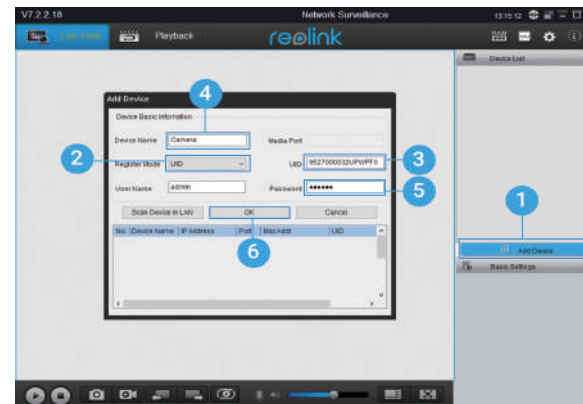 V7.2.2.18 Network Surveillance 13:15:12
Live View Playback reolink
Device List
Add Device
Device Basic Information
4
Device Name Camera Media Port
2 Register Mode UID UID 9527000032UPWPF0 3
User Name admin Password ●●●●●● 5
1
Scan Device in LAN OK Cancel
No. Device Name IP Address Port Mac Addr UID
6
Add Device
Basic Settings